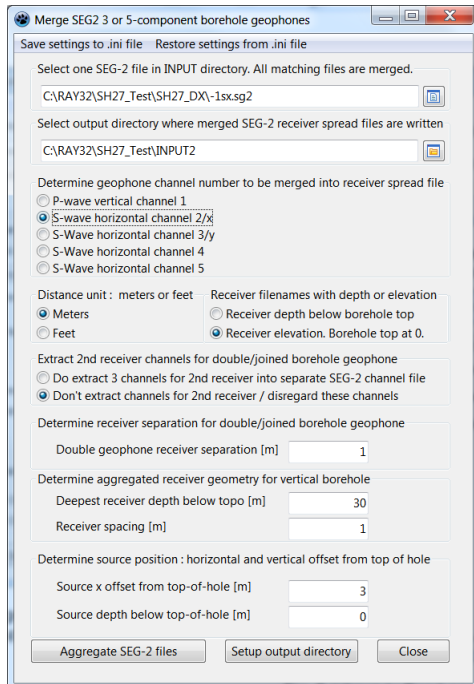 Merge SEG2 3 or 5-component borehole geophones
Save settings to .ini file Restore settings from .ini file
Select one SEG-2 file in INPUT directory. All matching files are merged.
C:\RAY32\SH27_Test\SH27_DX\-1sx.sg2
Select output directory where merged SEG-2 receiver spread files are written
C:\RAY32\SH27_Test\INPUT2
Determine geophone channel number to be merged into receiver spread file
P-wave vertical channel 1
S-wave horizontal channel 2/x
S-Wave horizontal channel 3/y
S-Wave horizontal channel 4
S-Wave horizontal channel 5
Distance unit : meters or feet Receiver filenames with depth or elevation
Meters Receiver depth below borehole top
Feet Receiver elevation. Borehole top at 0.
Extract 2nd receiver channels for double/joined borehole geophone
Do extract 3 channels for 2nd receiver into separate SEG-2 channel file
Don't extract channels for 2nd receiver / disregard these channels
Determine receiver separation for double/joined borehole geophone
Double geophone receiver separation [m] 1
Determine aggregated receiver geometry for vertical borehole
Deepest receiver depth below topo [m] 30
Receiver spacing [m] 1
Determine source position : horizontal and vertical offset from top of hole
Source x offset from top-of-hole [m] 3
Source depth below top-of-hole [m] 0
Aggregate SEG-2 files Setup output directory Close